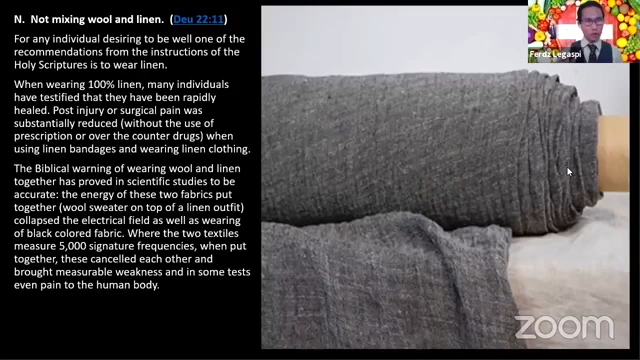 N. Not mixing wool and linen. (Deu 22:11)
For any individual desiring to be well one of the
recommendations from the instructions of the
Holy Scriptures is to wear linen.
When wearing 100% linen, many individuals
have testified that they have been rapidly
healed. Post injury or surgical pain was
substantially reduced (without the use of
prescription or over the counter drugs) when
using linen bandages and wearing linen clothing.
The Biblical warning of wearing wool and linen
together has proved in scientific studies to be
accurate: the energy of these two fabrics put
together (wool sweater on top of a linen outfit)
collapsed the electrical field as well as wearing
of black colored fabric. Where the two textiles
measure 5,000 signature frequencies, when put
together, these cancelled each other and
brought measurable weakness and in some tests
even pain to the human body.
Ferdz Legaspi
zoom